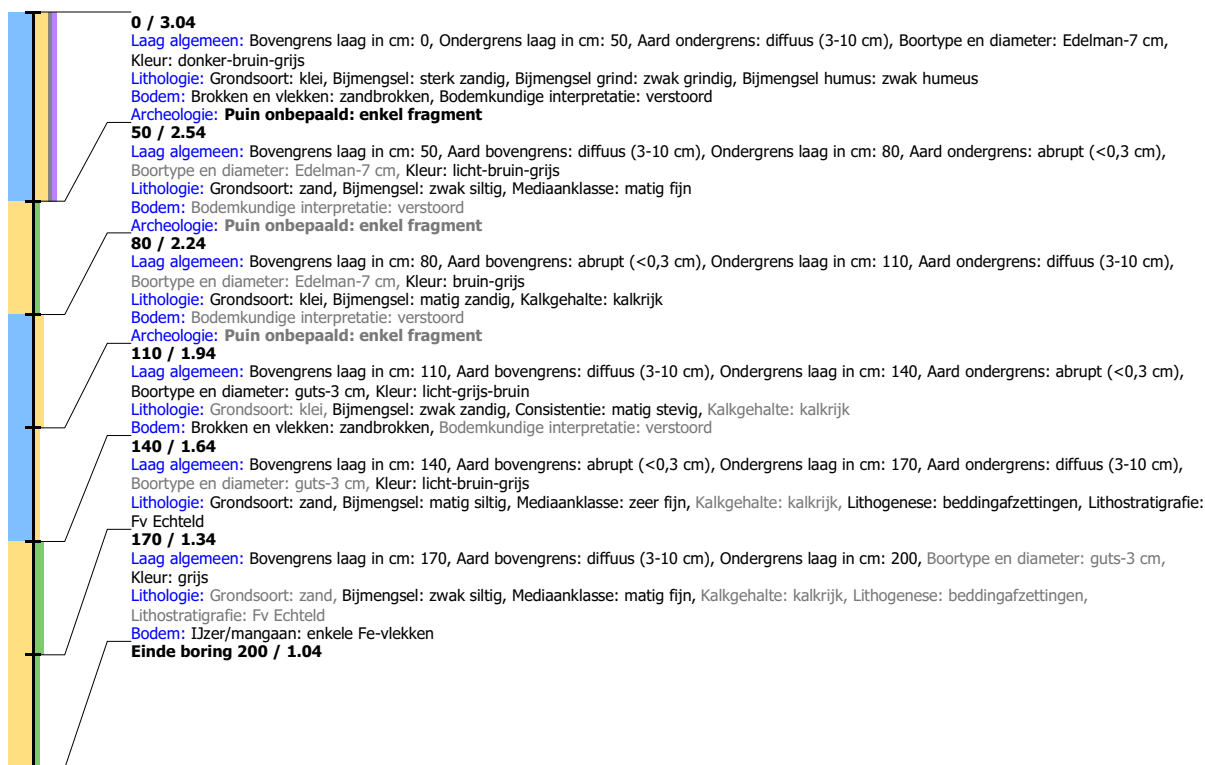 0 / 3.04
Laag algemeen: Bovengrens laag in cm: 0, Ondergrens laag in cm: 50, Aard ondergrens: diffuus (3-10 cm), Boortype en diameter: Edelman-7 cm,
Kleur: donker-bruin-grijs
Lithologie: Grondsoort: klei, Bijmengsel: sterk zandig, Bijmengsel grind: zwak grindig, Bijmengsel humus: zwak humeus
Bodem: Brokken en vlekken: zandbrokken, Bodemkundige interpretatie: verstoord
Archeologie: Puin onbepaald: enkel fragment
50 / 2.54
Laag algemeen: Bovengrens laag in cm: 50, Aard bovengrens: diffuus (3-10 cm), Ondergrens laag in cm: 80, Aard ondergrens: abrupt (<0,3 cm),
Boortype en diameter: Edelman-7 cm, Kleur: licht-bruin-grijs
Lithologie: Grondsoort: zand, Bijmengsel: zwak siltig, Mediaanklasse: matig fijn
Bodem: Bodemkundige interpretatie: verstoord
Archeologie: Puin onbepaald: enkel fragment
80 / 2.24
Laag algemeen: Bovengrens laag in cm: 80, Aard bovengrens: abrupt (<0,3 cm), Ondergrens laag in cm: 110, Aard ondergrens: diffuus (3-10 cm),
Boortype en diameter: Edelman-7 cm, Kleur: bruin-grijs
Lithologie: Grondsoort: klei, Bijmengsel: matig zandig, Kalkgehalte: kalkrijk
Bodem: Bodemkundige interpretatie: verstoord
Archeologie: Puin onbepaald: enkel fragment
110 / 1.94
Laag algemeen: Bovengrens laag in cm: 110, Aard bovengrens: diffuus (3-10 cm), Ondergrens laag in cm: 140, Aard ondergrens: abrupt (<0,3 cm),
Boortype en diameter: guts-3 cm, Kleur: licht-grijs-bruin
Lithologie: Grondsoort: klei, Bijmengsel: zwak zandig, Consistentie: matig stevig, Kalkgehalte: kalkrijk
Bodem: Brokken en vlekken: zandbrokken, Bodemkundige interpretatie: verstoord
140 / 1.64
Laag algemeen: Bovengrens laag in cm: 140, Aard bovengrens: abrupt (<0,3 cm), Ondergrens laag in cm: 170, Aard ondergrens: diffuus (3-10 cm),
Boortype en diameter: guts-3 cm, Kleur: licht-bruin-grijs
Lithologie: Grondsoort: zand, Bijmengsel: matig siltig, Mediaanklasse: zeer fijn, Kalkgehalte: kalkrijk, Lithogenese: beddingafzettingen, Lithostratigrafie:
Fv Echteld
170 / 1.34
Laag algemeen: Bovengrens laag in cm: 170, Aard bovengrens: diffuus (3-10 cm), Ondergrens laag in cm: 200, Boortype en diameter: guts-3 cm,
Kleur: grijs
Lithologie: Grondsoort: zand, Bijmengsel: zwak siltig, Mediaanklasse: matig fijn, Kalkgehalte: kalkrijk, Lithogenese: beddingafzettingen,
Lithostratigrafie: Fv Echteld
Bodem: IJzer/mangaan: enkele Fe-vlekken
Einde boring 200 / 1.04